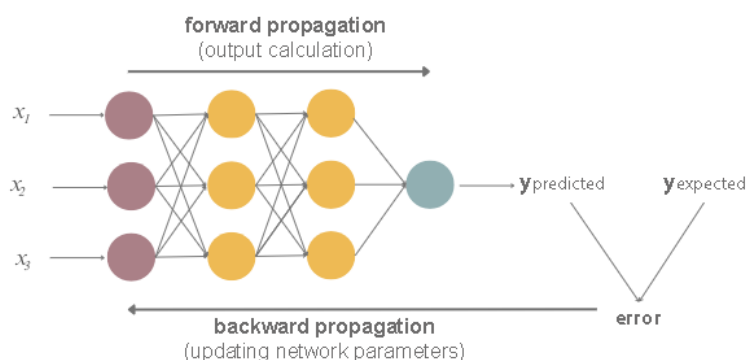 forward propagation
(output calculation)
x1
x2
x3
ypredicted
yexpected
error
backward propagation
(updating network parameters)